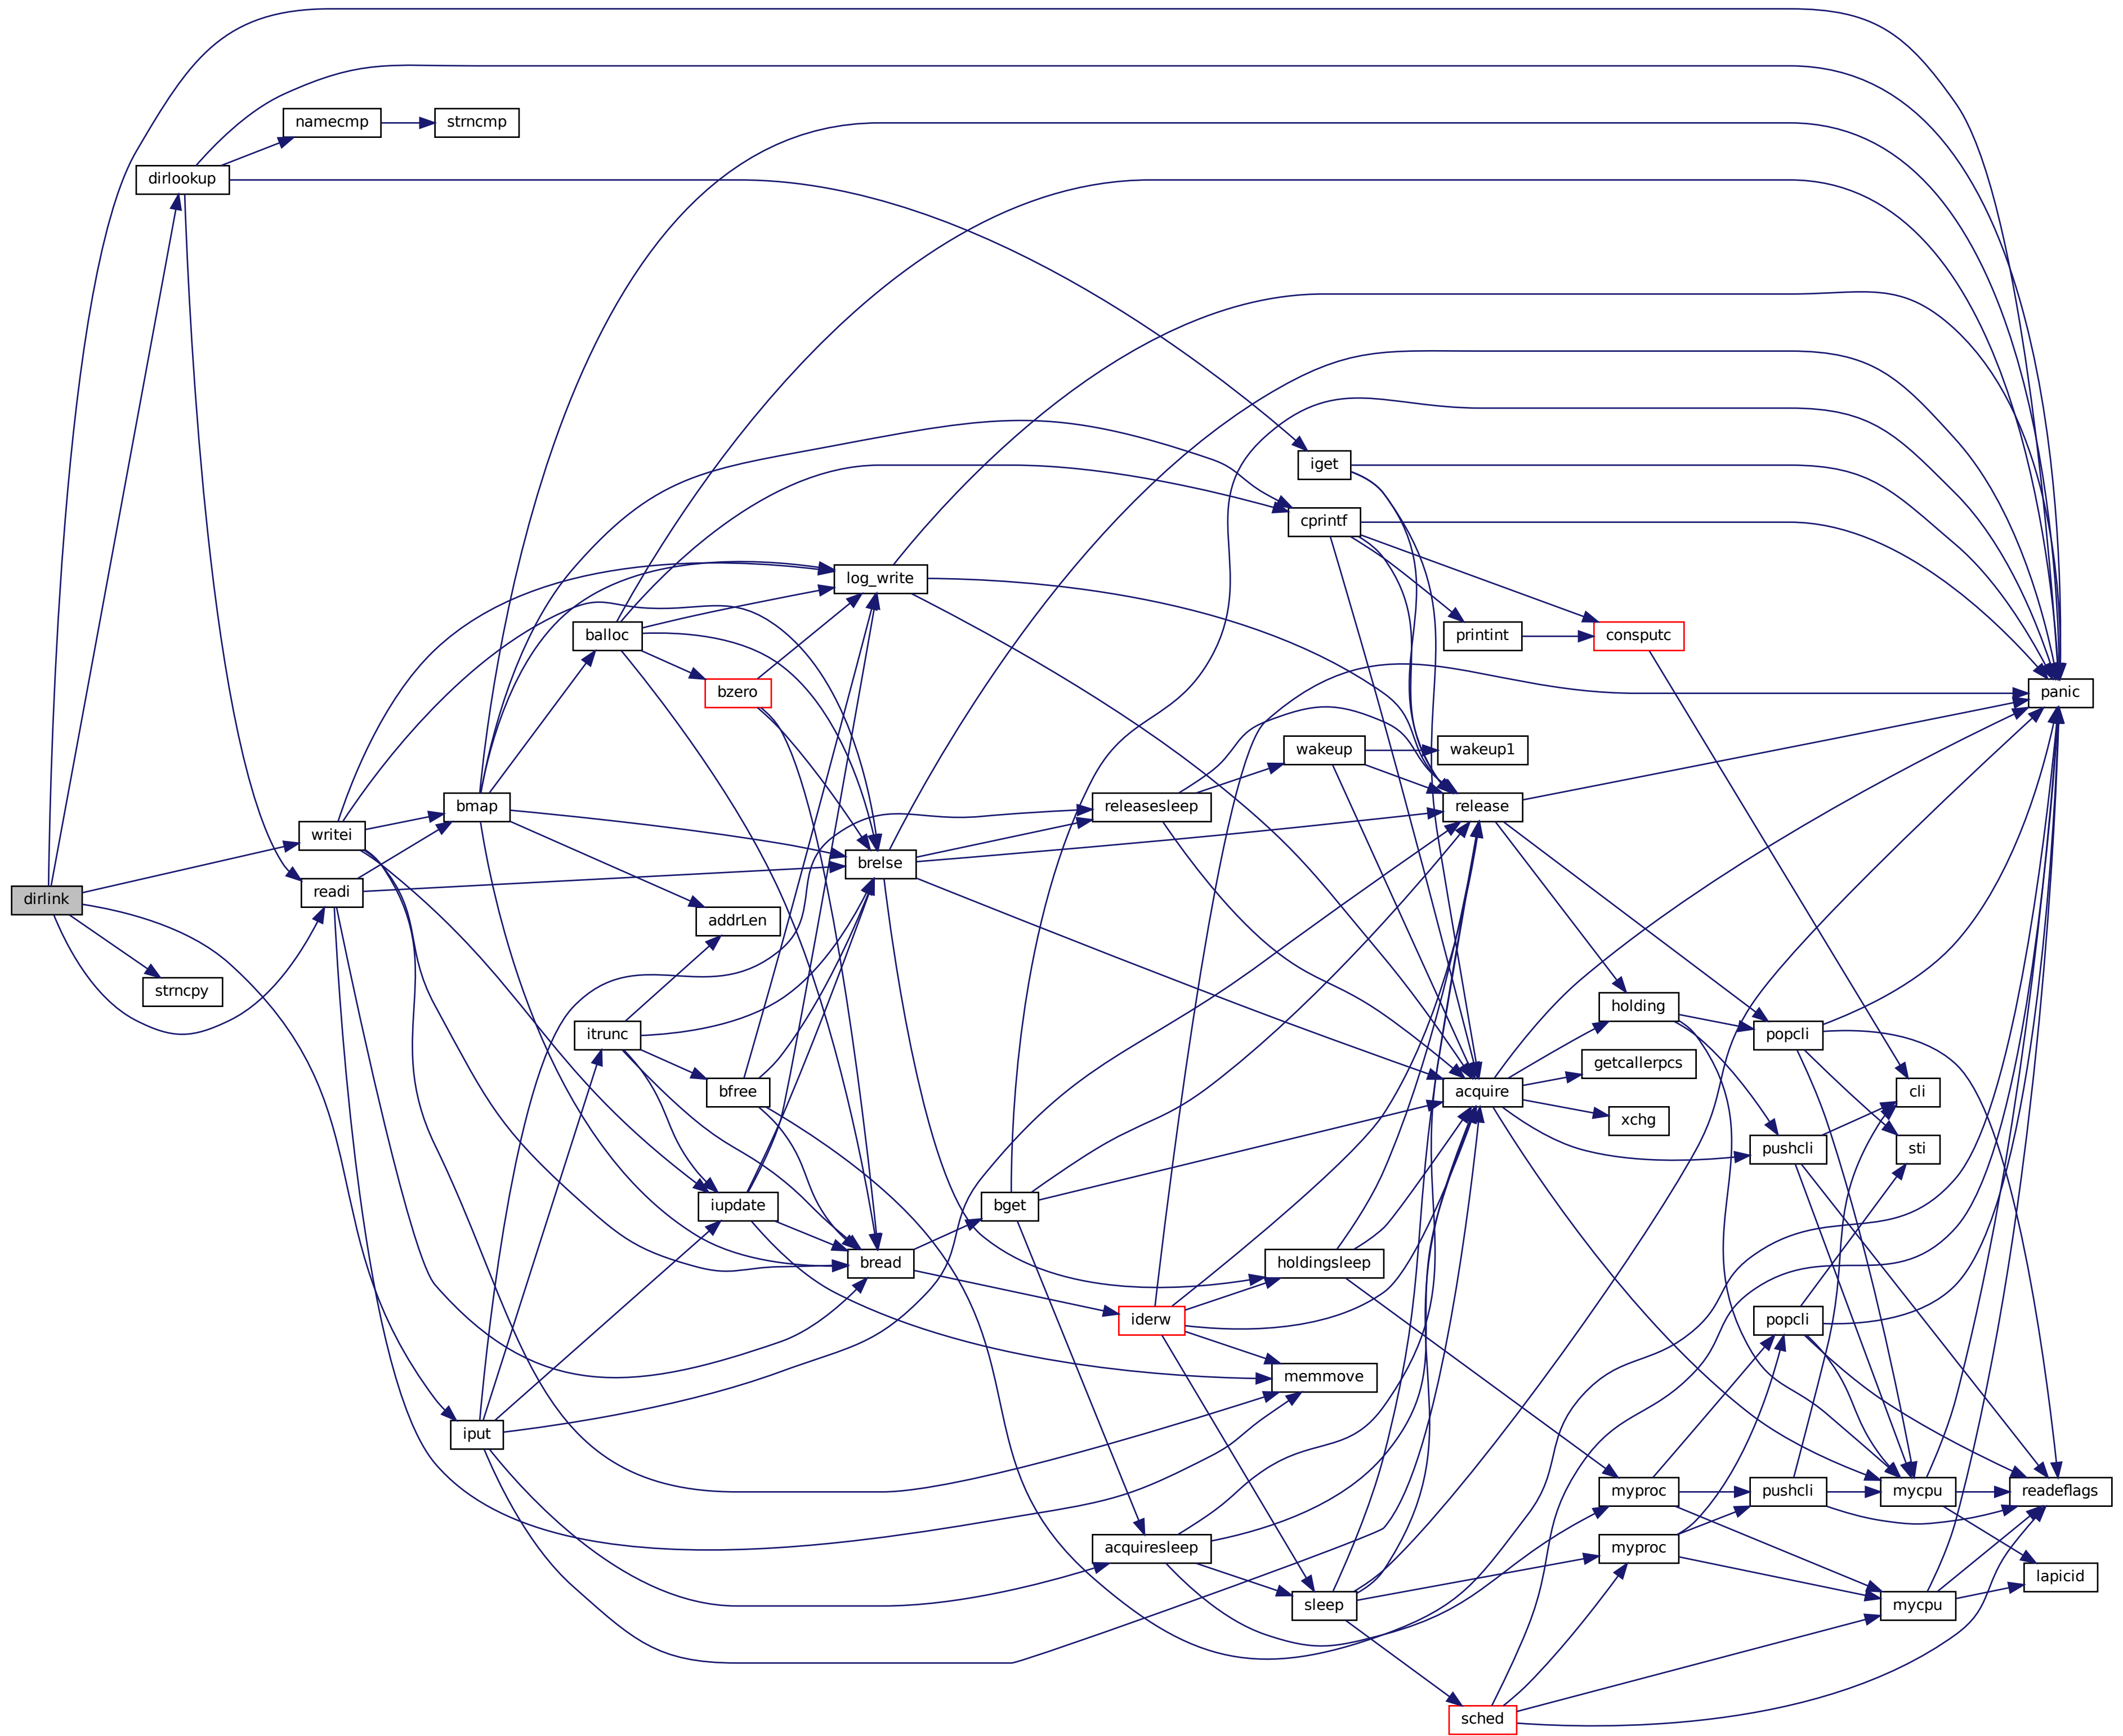 namecmp
strncmp
dirlookup
iget
cprintf
log_write
balloc
printint
consputc
bzero
panic
wakeup
wakeup1
bmap
releasesleep
release
writei
brelse
readi
dirlink
addrLen
strncpy
holding
itrunc
popcli
getcallerpcs
bfree
acquire
cli
xchg
pushcli
sti
iupdate
bget
bread
holdingsleep
iderw
popcli
memmove
iput
myproc
pushcli
mycpu
readeflags
acquiresleep
myproc
lapicid
sleep
mycpu
sched